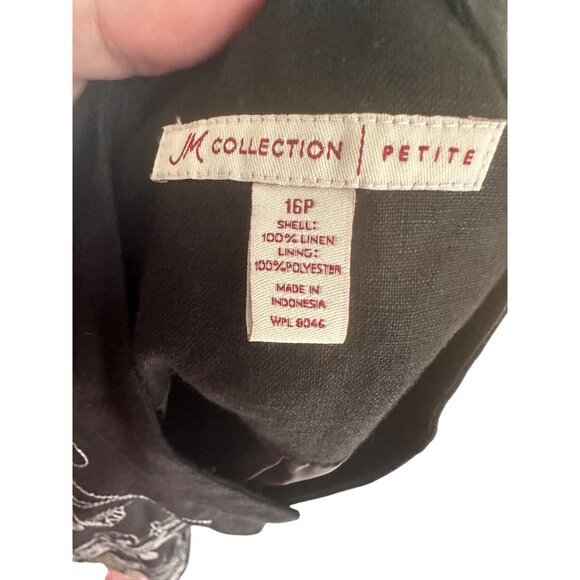 JM COLLECTION | PETITE
16P
SHELL:
100% LINEN
LINING:
100% POLYESTER
MADE IN
INDONESIA
WPL 8046